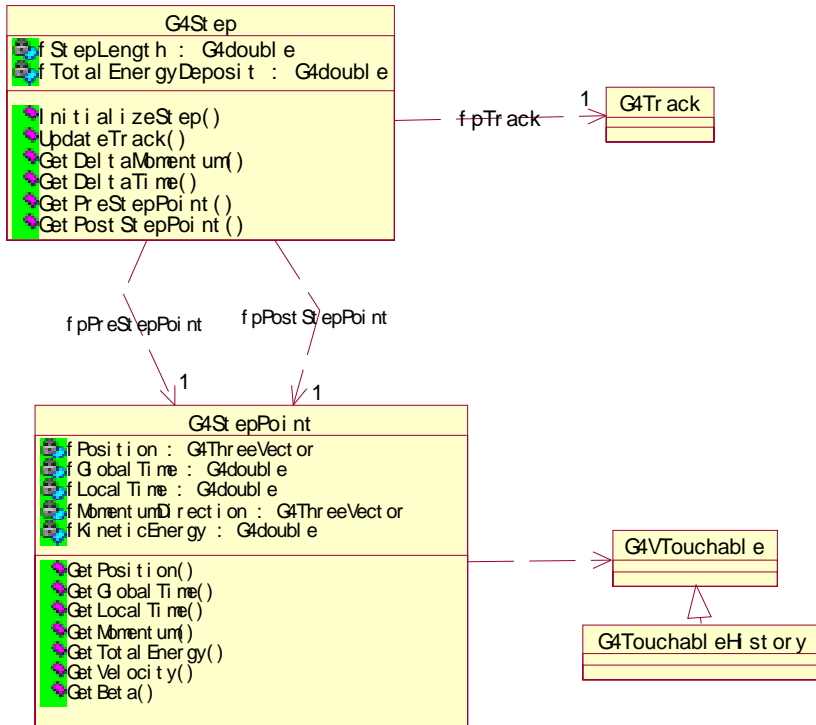 G4Step
fStepLength : G4double
fTotalEnergyDeposit : G4double
InitializeStep()
UpdateTrack()
GetDeltaMomentum()
GetDeltaTime()
GetPreStepPoint()
GetPostStepPoint()
1
fpTrack
G4Track
fpPreStepPoint
fpPostStepPoint
1
1
G4StepPoint
fPosition : G4ThreeVector
fGlobalTime : G4double
fLocalTime : G4double
fMomentumDirection : G4ThreeVector
fKineticEnergy : G4double
GetPosition()
GetGlobalTime()
GetLocalTime()
GetMomentum()
GetTotalEnergy()
GetVelocity()
GetBeta()
G4VTouchable
G4TouchableHistory